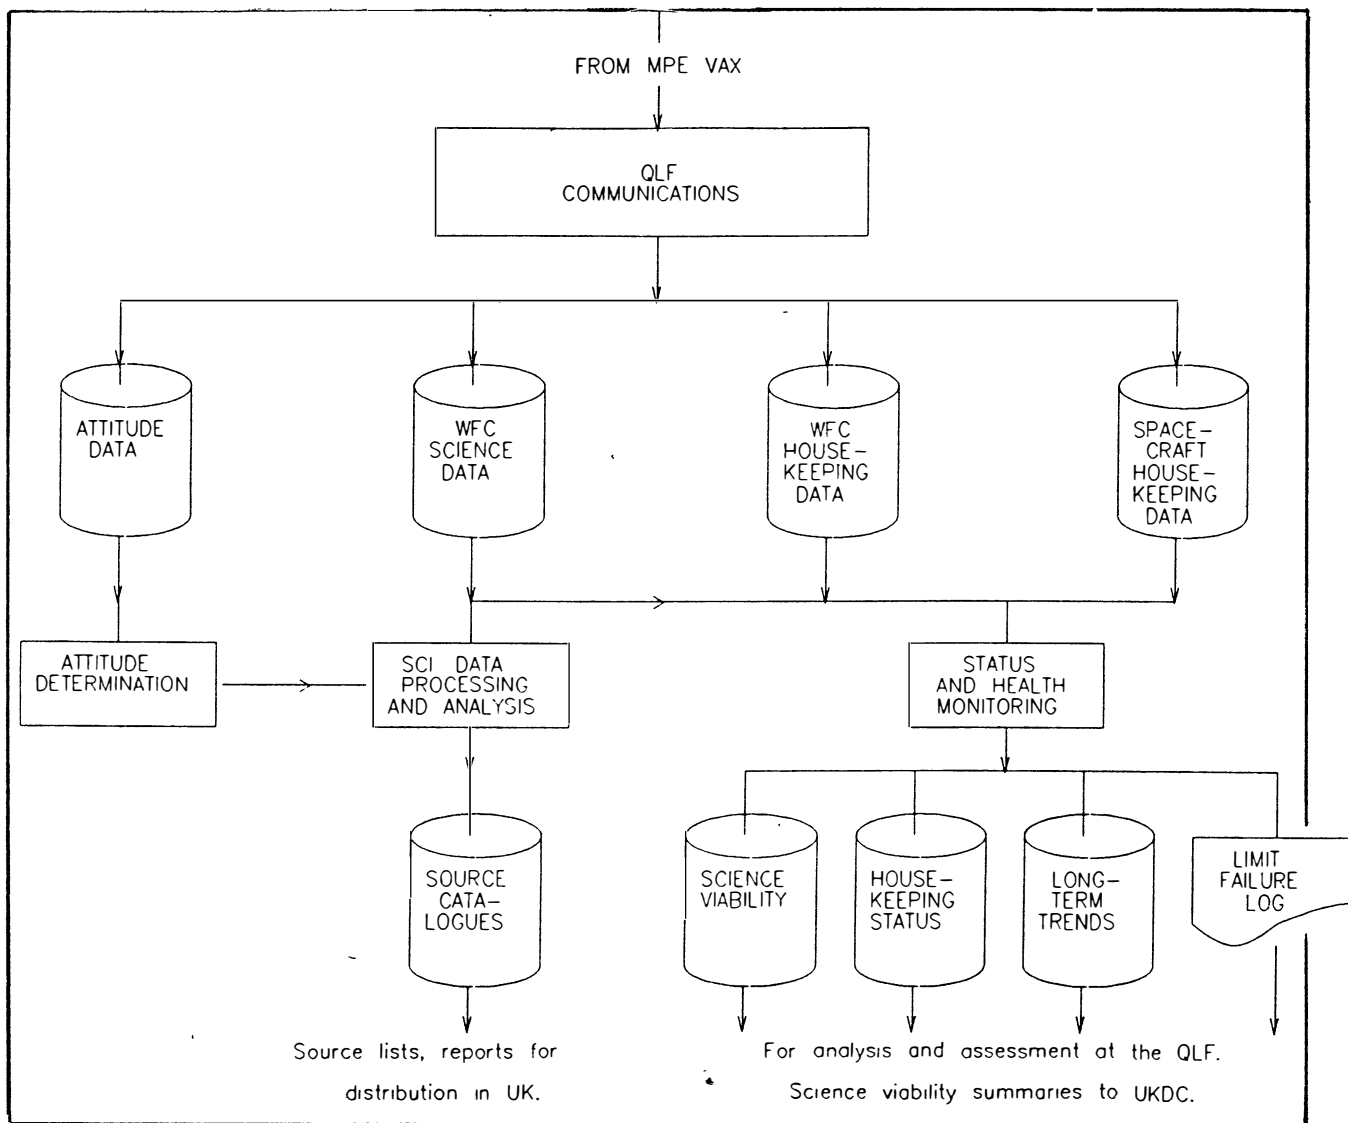 FROM MPE VAX
QLF
COMMUNICATIONS
ATTITUDE
DATA
WFC
SCIENCE
DATA
WFC
HOUSE-
KEEPING
DATA
SPACE-
CRAFT
HOUSE-
KEEPING
DATA
ATTITUDE
DETERMINATION
SCI DATA
PROCESSING
AND ANALYSIS
STATUS
AND HEALTH
MONITORING
SOURCE
CATA-
LOGUES
SCIENCE
VIABILITY
HOUSE-
KEEPING
STATUS
LONG-
TERM
TRENDS
LIMIT
FAILURE
LOG
Source lists, reports for
distribution in UK.
For analysis and assessment at the QLF.
Science viability summaries to UKDC.